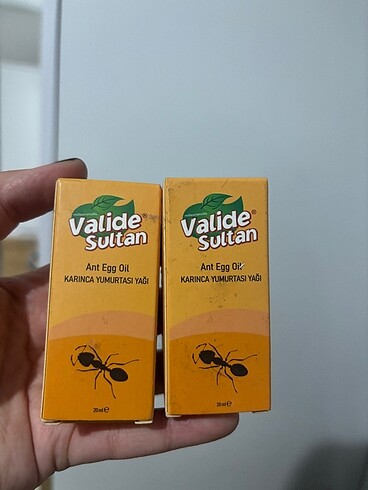 Valide
Sultan
Ant Egg Oil
KARINCA YUMURTASI YAĞI
20 ml ℮
Valide
Sultan
Ant Egg Oil
KARINCA YUMURTASI YAĞI
20 ml ℮